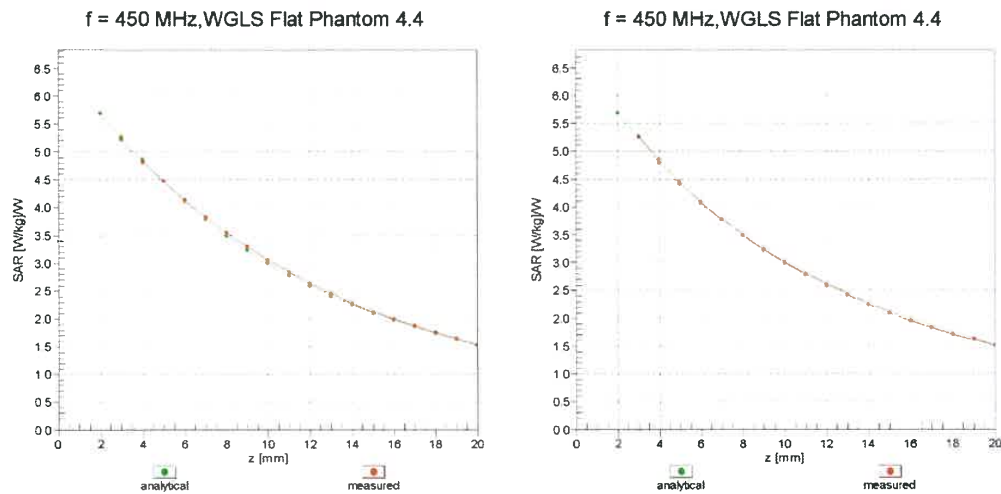 f = 450 MHz,WGLS Flat Phantom 4.4
SAR [W/kg]/W
6.5
6.0
5.5
5.0
4.5
4.0
3.5
3.0
2.5
2.0
1.5
1.0
0.5
0.0
0 2 4 6 8 10 12 14 16 18 20
z [mm]
analytical measured
f = 450 MHz,WGLS Flat Phantom 4.4
SAR [W/kg]/W
6.5
6.0
5.5
5.0
4.5
4.0
3.5
3.0
2.5
2.0
1.5
1.0
0.5
0.0
0 2 4 6 8 10 12 14 16 18 20
z [mm]
analytical measured